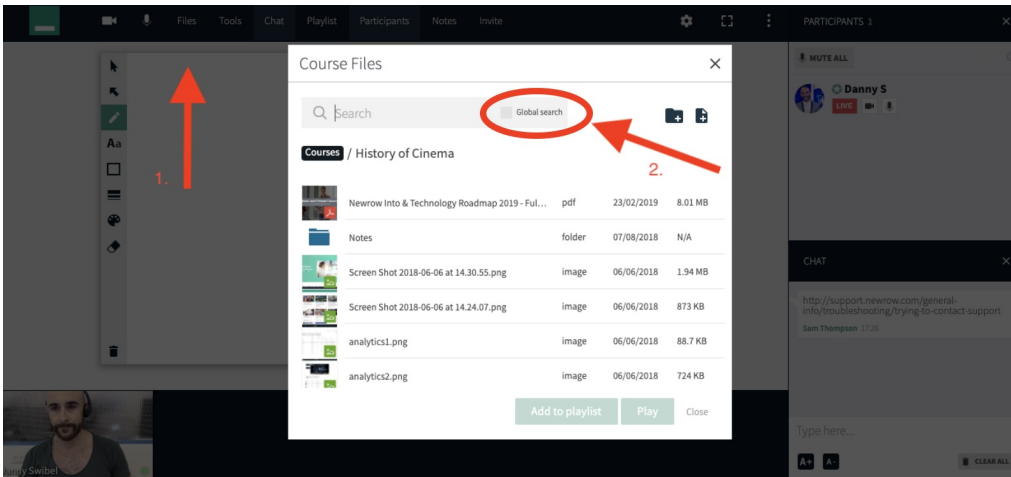 Files Tools Chat Playlist Participants Notes Invite
PARTICIPANTS 1
MUTE ALL
Danny S
LIVE
Aa
1.
Course Files
Search
Global search
2.
Courses / History of Cinema
Newrow Into & Technology Roadmap 2019 - Ful... pdf 23/02/2019 8.01 MB
Notes folder 07/08/2018 N/A
Screen Shot 2018-06-06 at 14.30.55.png image 06/06/2018 1.94 MB
Screen Shot 2018-06-06 at 14.24.07.png image 06/06/2018 873 KB
analytics1.png image 06/06/2018 88.7 KB
analytics2.png image 06/06/2018 724 KB
Add to playlist Play Close
CHAT
http://support.newrow.com/general-
info/troubleshooting/trying-to-contact-support
Sam Thompson 17:26
Type here...
A+ A-
CLEAR ALL
Swibel